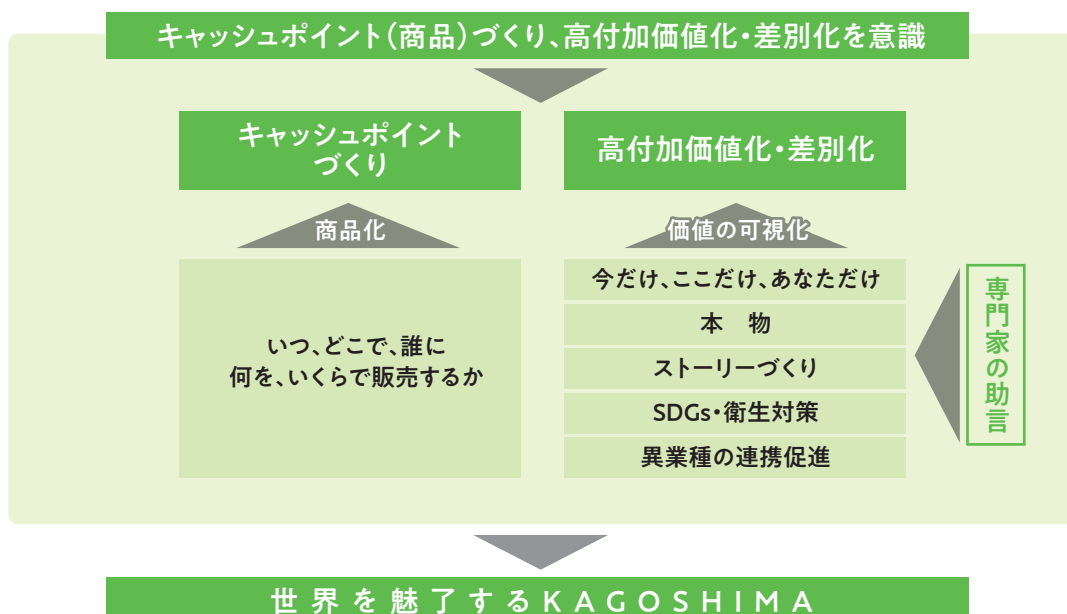 キャッシュポイント(商品)づくり、高付加価値化・差別化を意識
キャッシュポイント
づくり
高付加価値化・差別化
商品化
価値の可視化
いつ、どこで、誰に
何を、いくらで販売するか
今だけ、ここだけ、あなただけ
本　物
ストーリーづくり
SDGs・衛生対策
異業種の連携促進
専門家の助言
世界を魅了するKAGOSHIMA